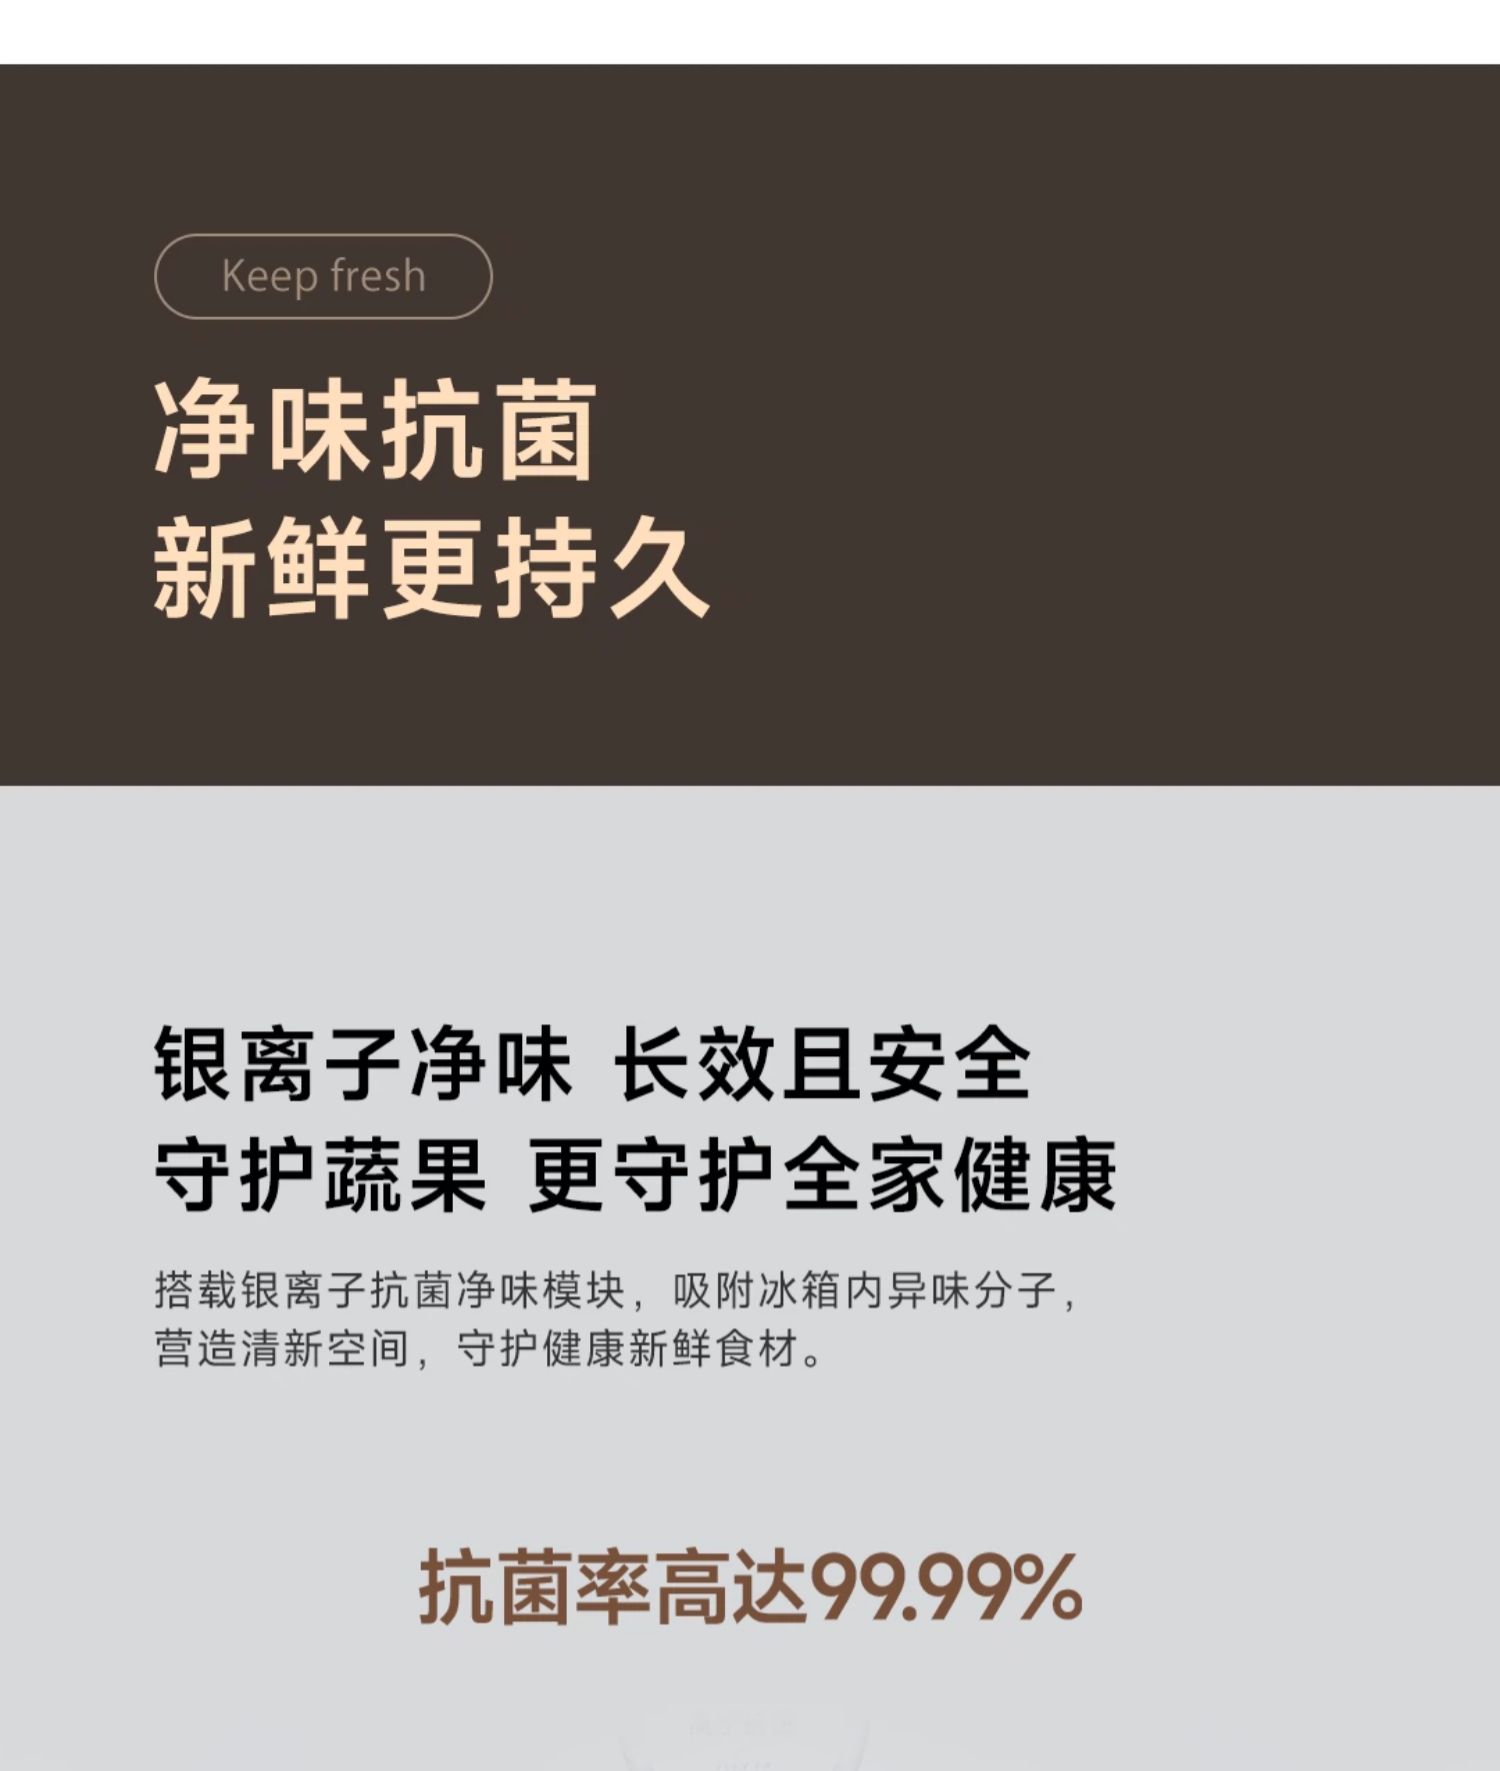 Keep fresh
净味抗菌
新鲜更持久
银离子净味 长效且安全
守护蔬果 更守护全家健康
搭载银离子抗菌净味模块，吸附冰箱内异味分子，
营造清新空间，守护健康新鲜食材。
抗菌率高达99.99%